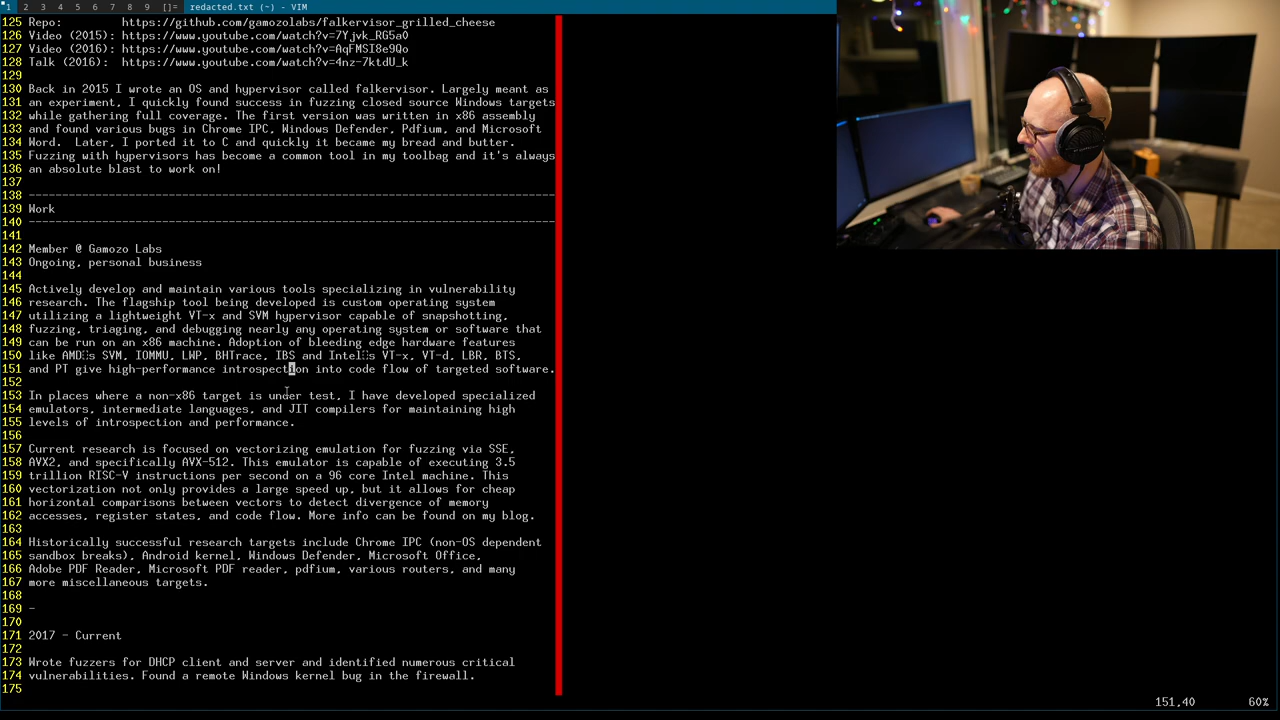 1 2 3 4 5 6 7 8 9 []= redacted.txt (~) - VIM
125 Repo: https://github.com/gamozolabs/falkervisor_grilled_cheese
126 Video (2015): https://www.youtube.com/watch?v=7Yjvk_RG5a0
127 Video (2016): https://www.youtube.com/watch?v=AqFMSI8e9Qo
128 Talk (2016): https://www.youtube.com/watch?v=4nz-7ktdU_k
129
130 Back in 2015 I wrote an OS and hypervisor called falkervisor. Largely meant as
131 an experiment, I quickly found success in fuzzing closed source Windows targets
132 while gathering full coverage. The first version was written in x86 assembly
133 and found various bugs in Chrome IPC, Windows Defender, Pdfium, and Microsoft
134 Word.  Later, I ported it to C and quickly it became my bread and butter.
135 Fuzzing with hypervisors has become a common tool in my toolbag and it's always
136 an absolute blast to work on!
137
138 -------------------------------------------------------------------------------
139 Work
140 -------------------------------------------------------------------------------
141
142 Member @ Gamozo Labs
143 Ongoing, personal business
144
145 Actively develop and maintain various tools specializing in vulnerability
146 research. The flagship tool being developed is custom operating system
147 utilizing a lightweight VT-x and SVM hypervisor capable of snapshotting,
148 fuzzing, triaging, and debugging nearly any operating system or software that
149 can be run on an x86 machine. Adoption of bleeding edge hardware features
150 like AMD s SVM, IOMMU, LWP, BHTrace, IBS and Intel s VT-x, VT-d, LBR, BTS,
151 and PT give high-performance introspection into code flow of targeted software.
152
153 In places where a non-x86 target is under test, I have developed specialized
154 emulators, intermediate languages, and JIT compilers for maintaining high
155 levels of introspection and performance.
156
157 Current research is focused on vectorizing emulation for fuzzing via SSE,
158 AVX2, and specifically AVX-512. This emulator is capable of executing 3.5
159 trillion RISC-V instructions per second on a 96 core Intel machine. This
160 vectorization not only provides a large speed up, but it allows for cheap
161 horizontal comparisons between vectors to detect divergence of memory
162 accesses, register states, and code flow. More info can be found on my blog.
163
164 Historically successful research targets include Chrome IPC (non-OS dependent
165 sandbox breaks), Android kernel, Windows Defender, Microsoft Office,
166 Adobe PDF Reader, Microsoft PDF reader, pdfium, various routers, and many
167 more miscellaneous targets.
168
169 -
170
171 2017 - Current
172
173 Wrote fuzzers for DHCP client and server and identified numerous critical
174 vulnerabilities. Found a remote Windows kernel bug in the firewall.
175
151,40 60%